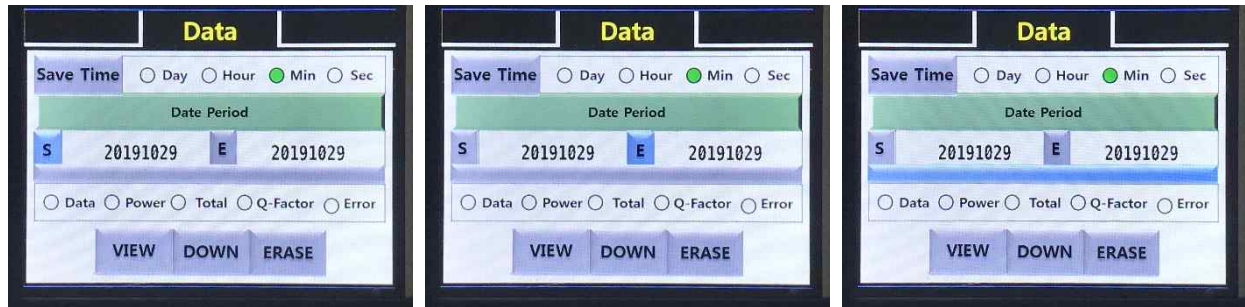 Data
Save Time Day Hour Min Sec
Date Period
S 20191029 E 20191029
Data Power Total Q-Factor Error
VIEW DOWN ERASE
Data
Save Time Day Hour Min Sec
Date Period
S 20191029 E 20191029
Data Power Total Q-Factor Error
VIEW DOWN ERASE
Data
Save Time Day Hour Min Sec
Date Period
S 20191029 E 20191029
Data Power Total Q-Factor Error
VIEW DOWN ERASE